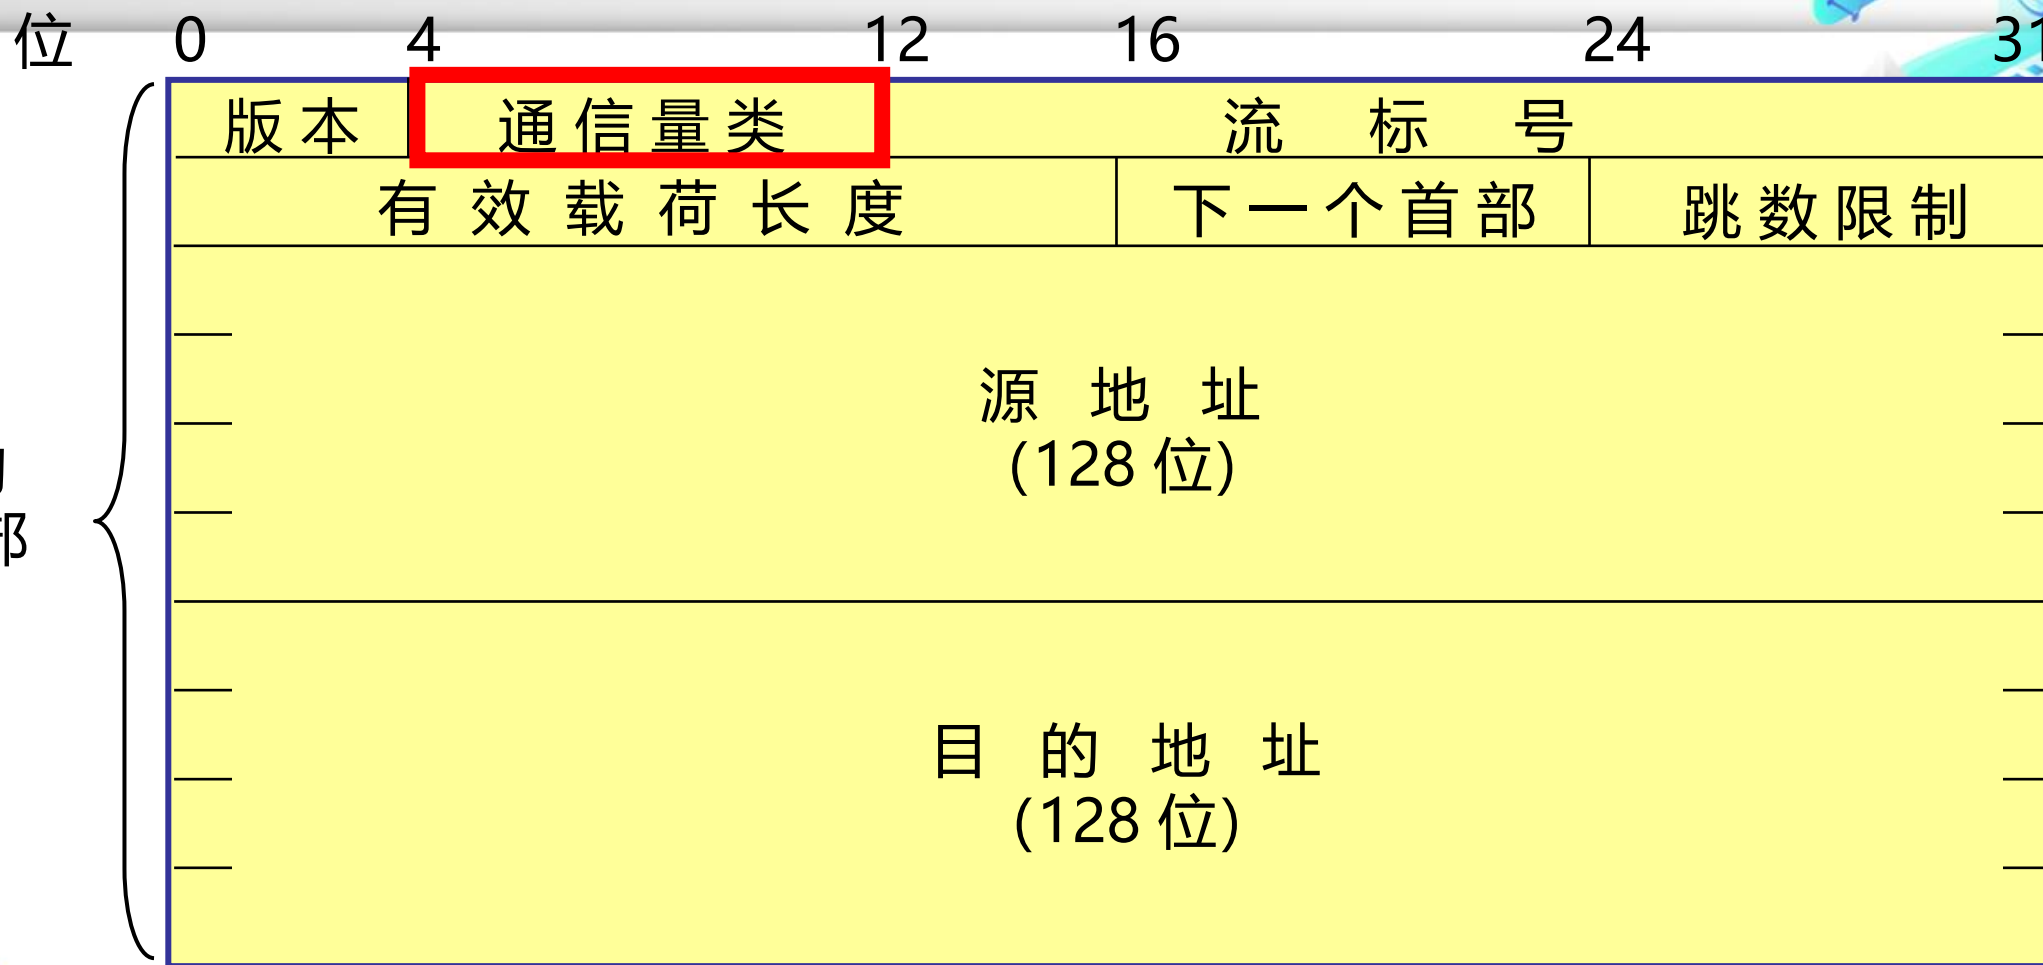 位 0 4 12 16 24 31
版本 通信量类 流标号
有效载荷长度 下一个首部 跳数限制
源地址
(128 位)
部
目的地址
(128 位)